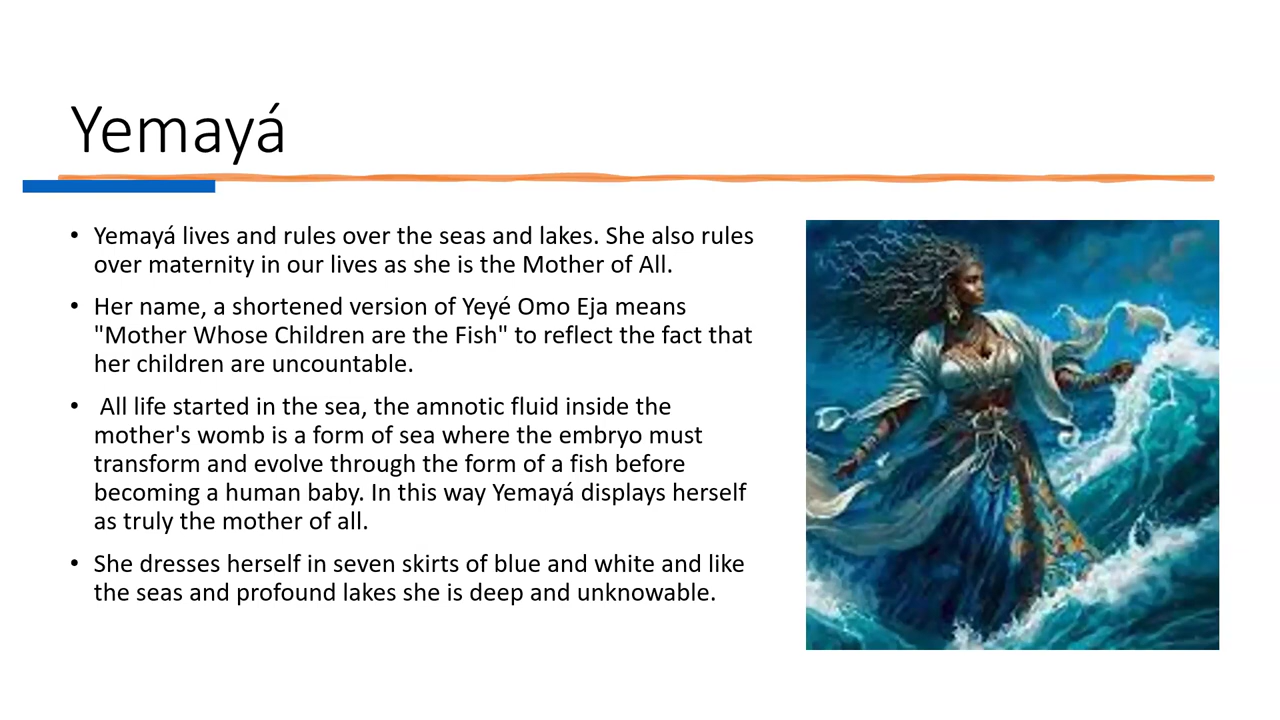 Yemayá
• Yemayá lives and rules over the seas and lakes. She also rules
over maternity in our lives as she is the Mother of All.
• Her name, a shortened version of Yeyé Omo Eja means
"Mother Whose Children are the Fish" to reflect the fact that
her children are uncountable.
• All life started in the sea, the amnotic fluid inside the
mother's womb is a form of sea where the embryo must
transform and evolve through the form of a fish before
becoming a human baby. In this way Yemayá displays herself
as truly the mother of all.
• She dresses herself in seven skirts of blue and white and like
the seas and profound lakes she is deep and unknowable.